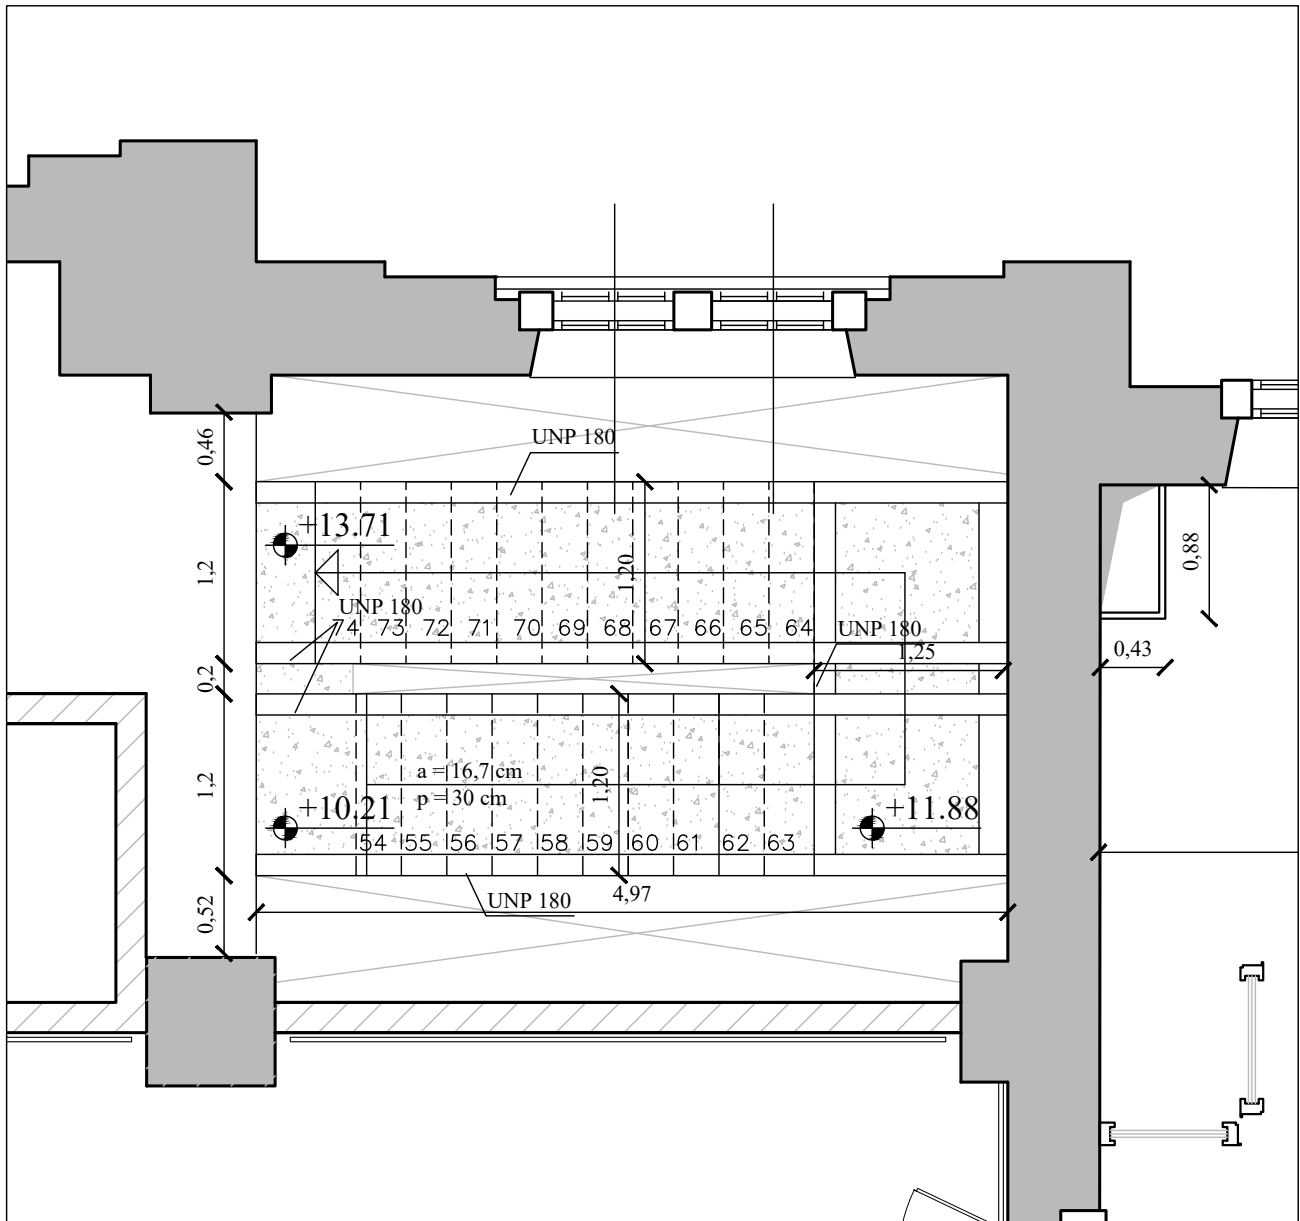 0,46
UNP 180
+13.71
1,2
1,20
0,88
UNP 180
74 73 72 71 70 69 68 67 66 65 64
UNP 180
1,25
0,43
0,2
1,2
a = 16,7 cm
p = 30 cm
1,20
+10.21
+11.88
54 55 56 57 58 59 60 61 62 63
0,52
UNP 180
4,97